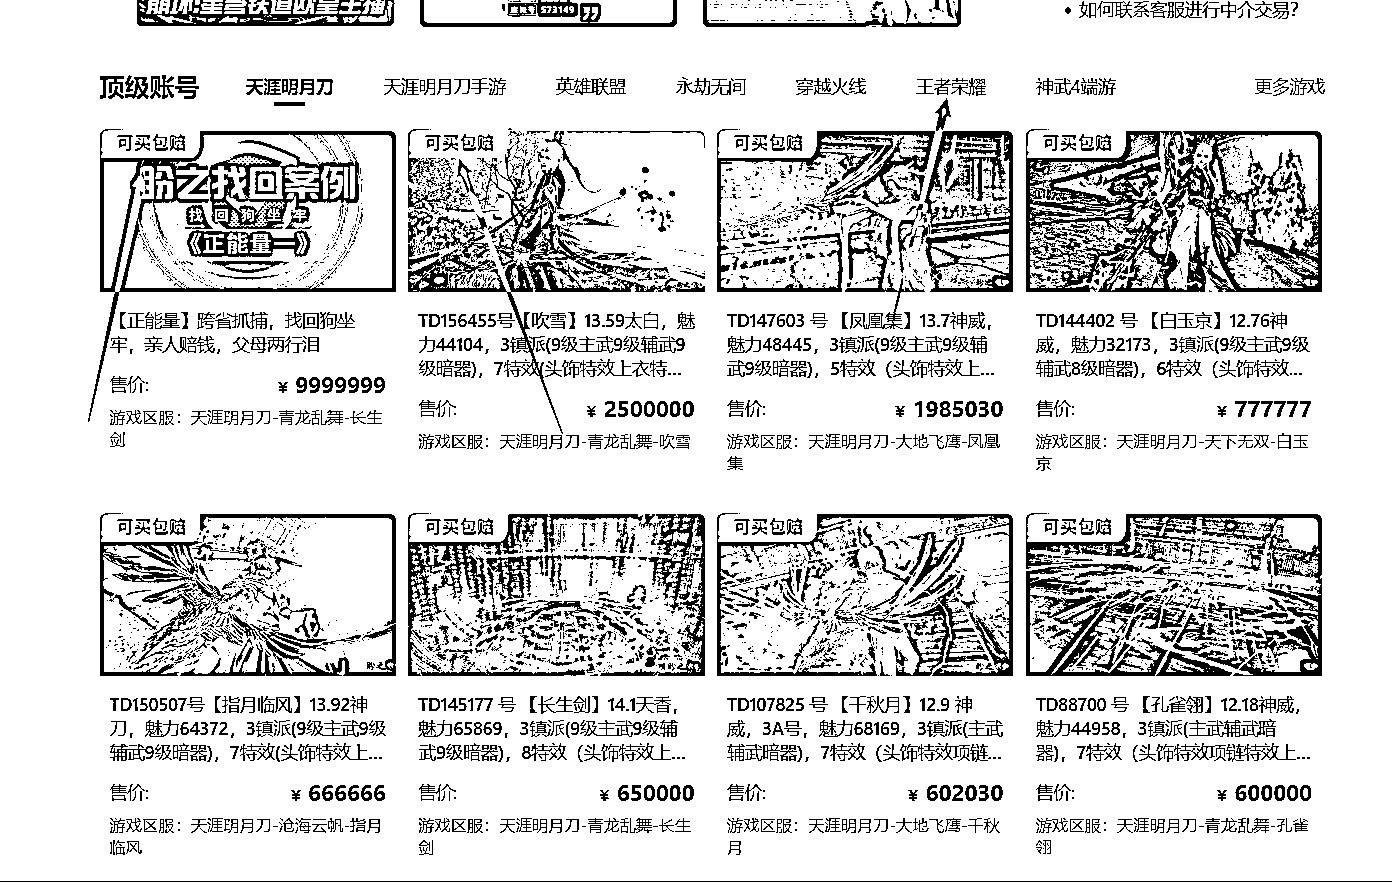 崩坏:星穹铁道欧皇主播
573149
• 如何联系客服进行中介交易?
顶级账号 天涯明月刀 天涯明月刀手游 英雄联盟 永劫无间 穿越火线 王者荣耀 神武4端游 更多游戏
可买包赔 可买包赔 可买包赔 可买包赔
盼之找回案例
找回狗坐牢
《正能量一》
【正能量】跨省抓捕，找回狗坐
牢，亲人赔钱，父母两行泪
售价: ¥ 9999999
游戏区服：天涯明月刀-青龙乱舞-长生
剑
TD156455号【吹雪】13.59太白，魅
力44104，3镇派(9级主武9级辅武9
级暗器)，7特效(头饰特效上衣特...
售价: ¥ 2500000
游戏区服：天涯明月刀-青龙乱舞-吹雪
TD147603 号 【凤凰集】13.7神威，
魅力48445，3镇派(9级主武9级辅
武9级暗器)，5特效（头饰特效上...
售价: ¥ 1985030
游戏区服：天涯明月刀-大地飞鹰-凤凰
集
TD144402 号 【白玉京】12.76神
威，魅力32173，3镇派(9级主武9级
辅武8级暗器)，6特效（头饰特效...
售价: ¥ 777777
游戏区服：天涯明月刀-天下无双-白玉
京
可买包赔 可买包赔 可买包赔 可买包赔
TD150507号【指月临风】13.92神
刀，魅力64372，3镇派(9级主武9级
辅武9级暗器)，7特效(头饰特效上...
售价: ¥ 666666
游戏区服：天涯明月刀-沧海云帆-指月
临风
TD145177 号 【长生剑】14.1天香，
魅力65869，3镇派(9级主武9级辅
武9级暗器)，8特效（头饰特效上...
售价: ¥ 650000
游戏区服：天涯明月刀-青龙乱舞-长生
剑
TD107825 号 【千秋月】12.9 神
威，3A号，魅力68169，3镇派(主武
辅武暗器)，7特效（头饰特效项链...
售价: ¥ 602030
游戏区服：天涯明月刀-大地飞鹰-千秋
月
TD88700 号 【孔雀翎】12.18神威，
魅力44958，3镇派(主武辅武暗
器)，7特效（头饰特效项链特效上...
售价: ¥ 600000
游戏区服：天涯明月刀-青龙乱舞-孔雀
翎